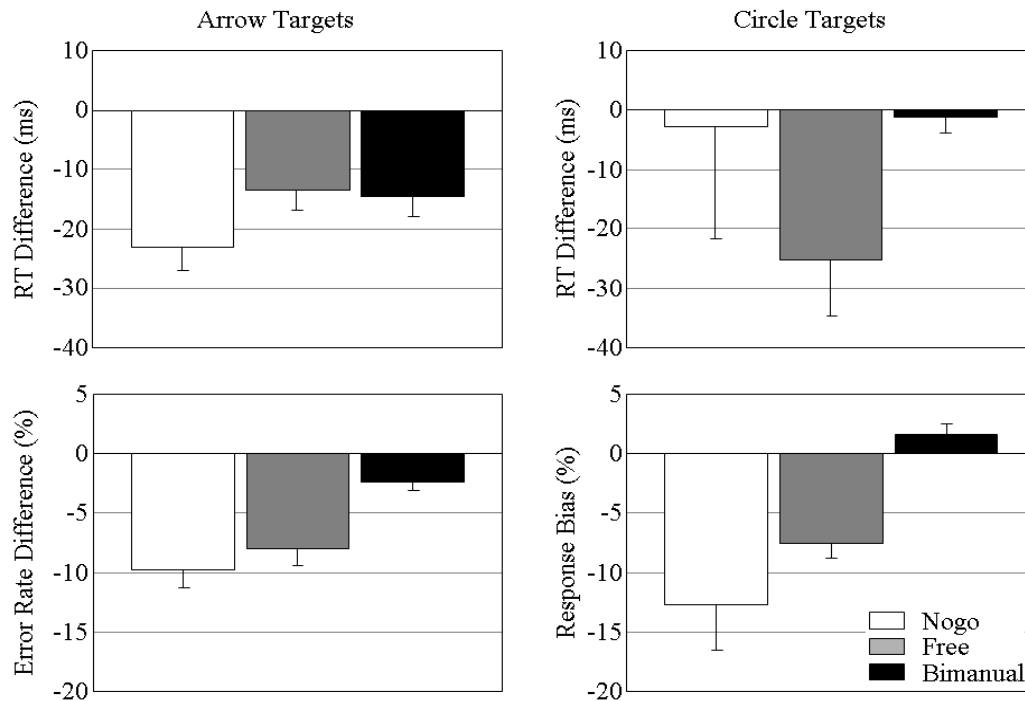 Arrow Targets
RT Difference (ms)
10
0
-10
-20
-30
-40
Circle Targets
RT Difference (ms)
10
0
-10
-20
-30
-40
Error Rate Difference (%)
5
0
-5
-10
-15
-20
Response Bias (%)
5
0
-5
-10
-15
-20
Nogo
Free
Bimanual